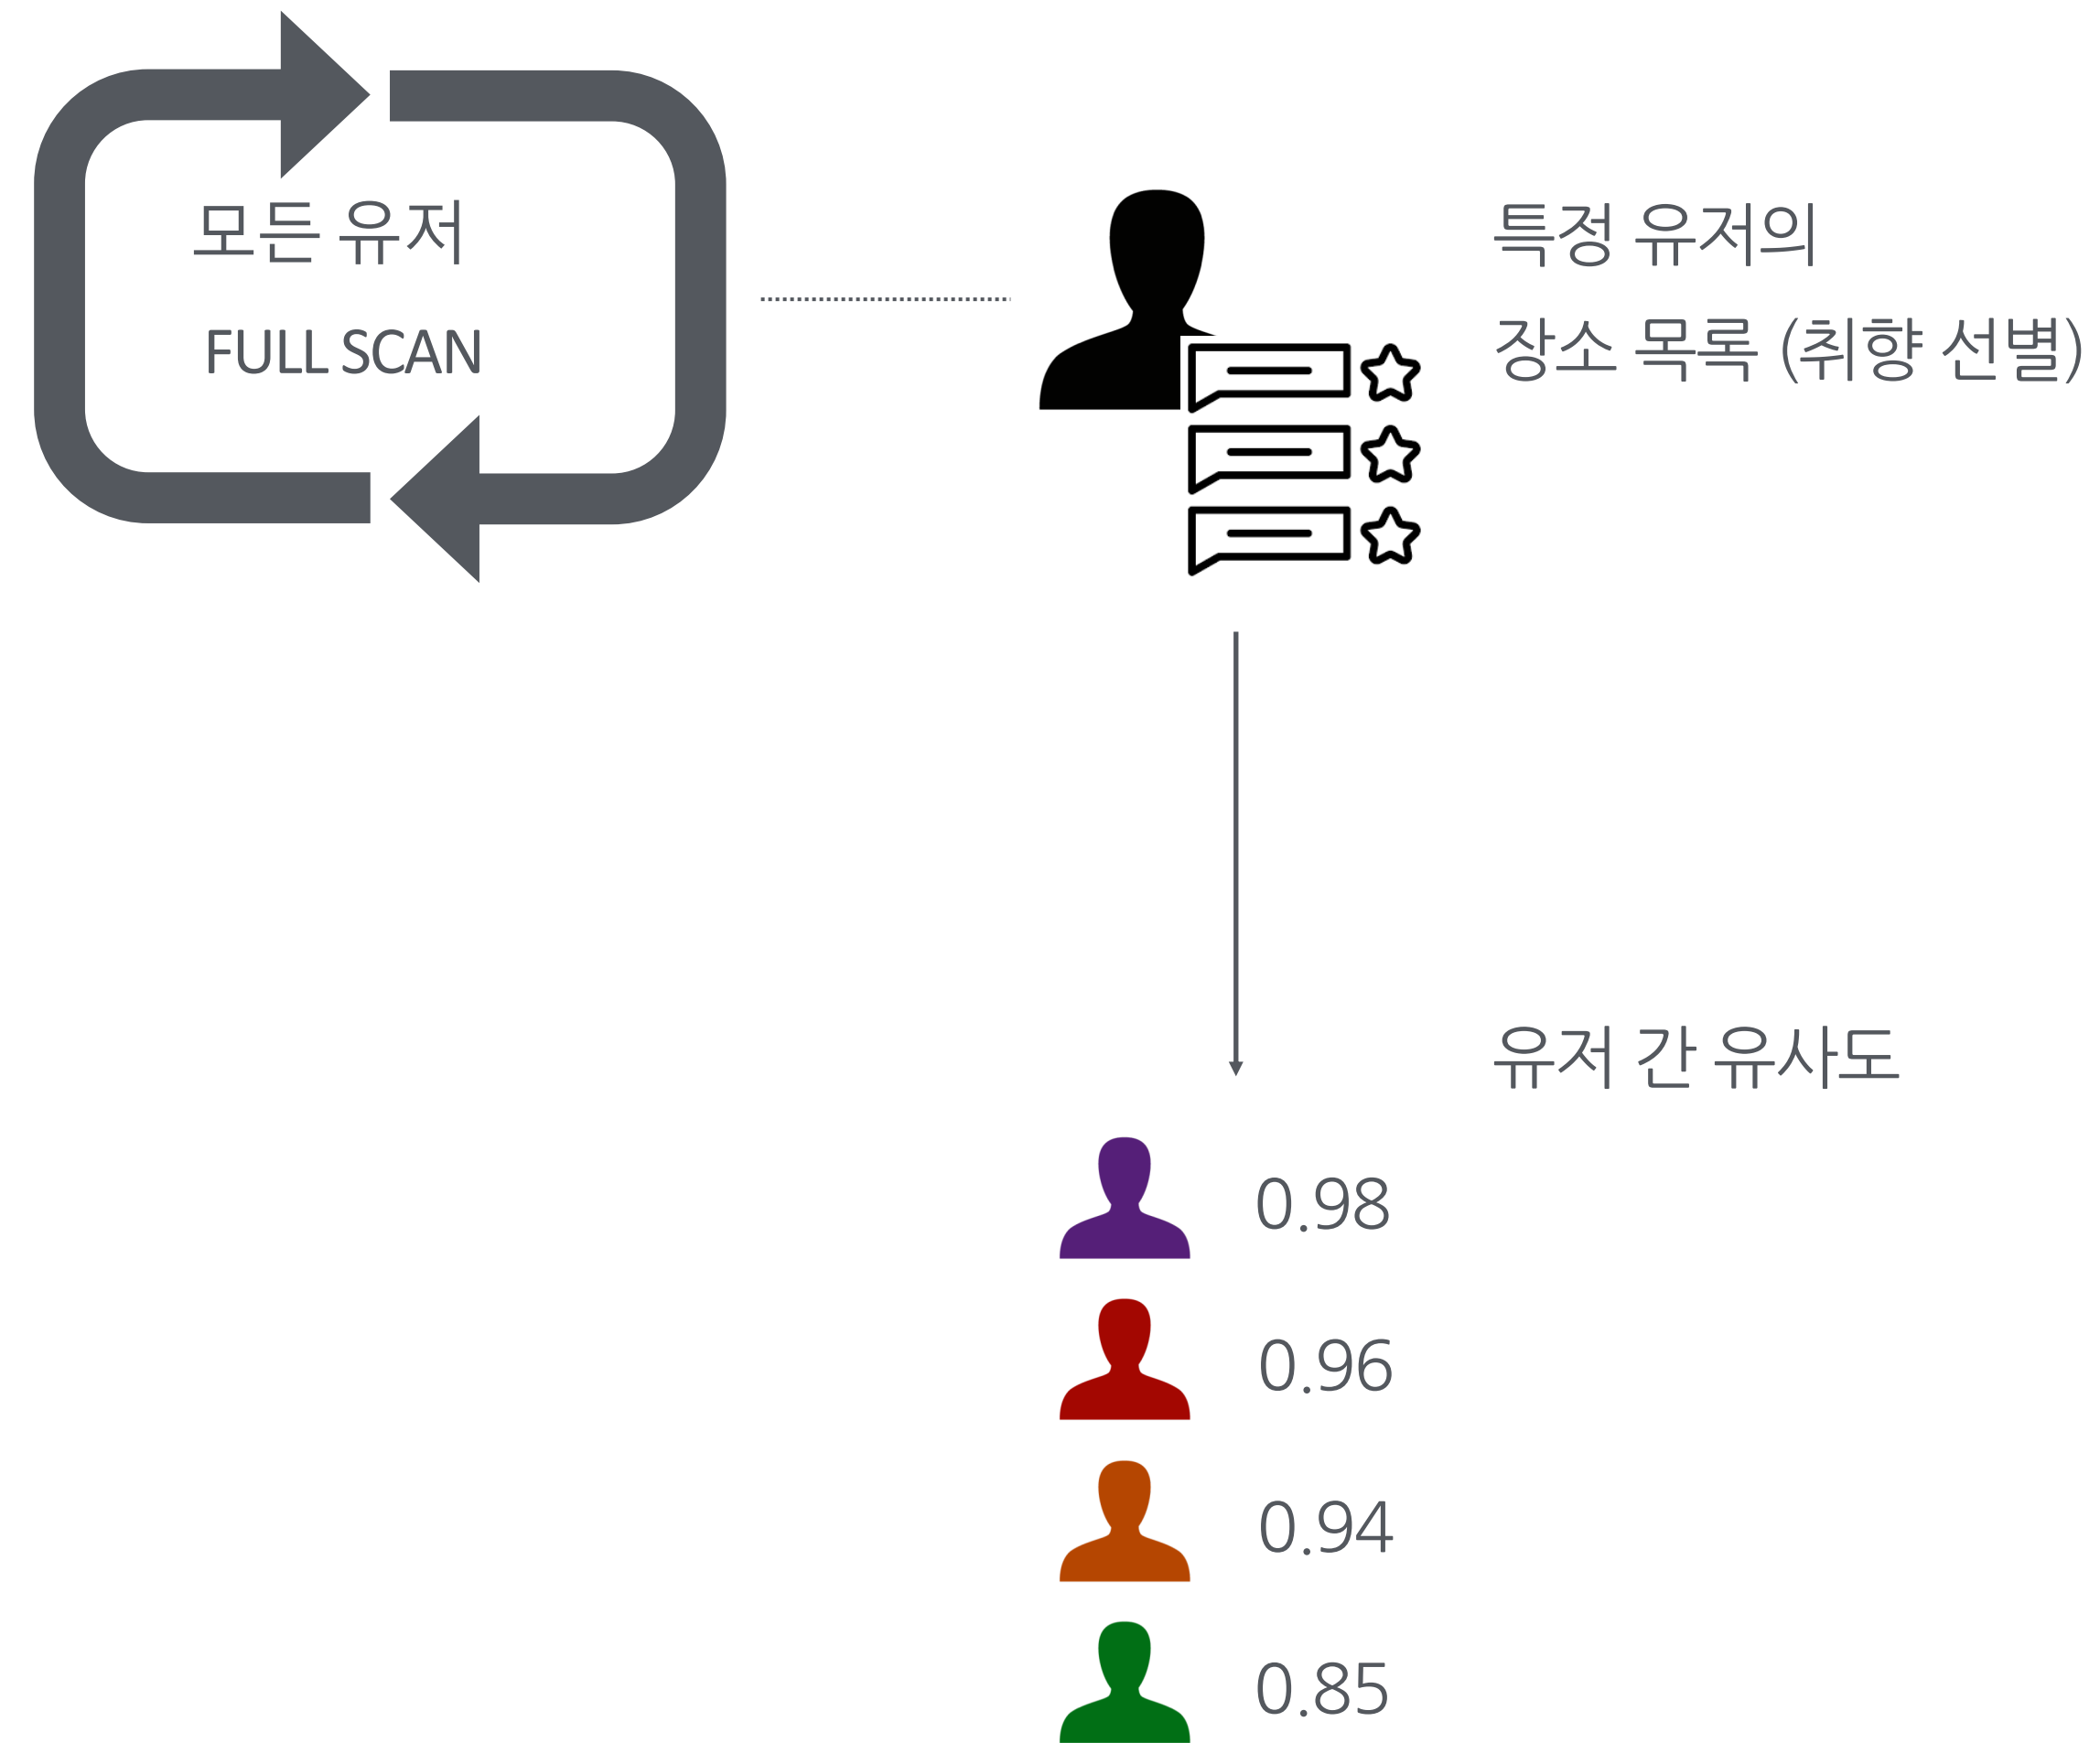 모든 유저
FULL SCAN
특정 유저의
장소 목록 (취향 선별)
유저 간 유사도
0.98
0.96
0.94
0.85